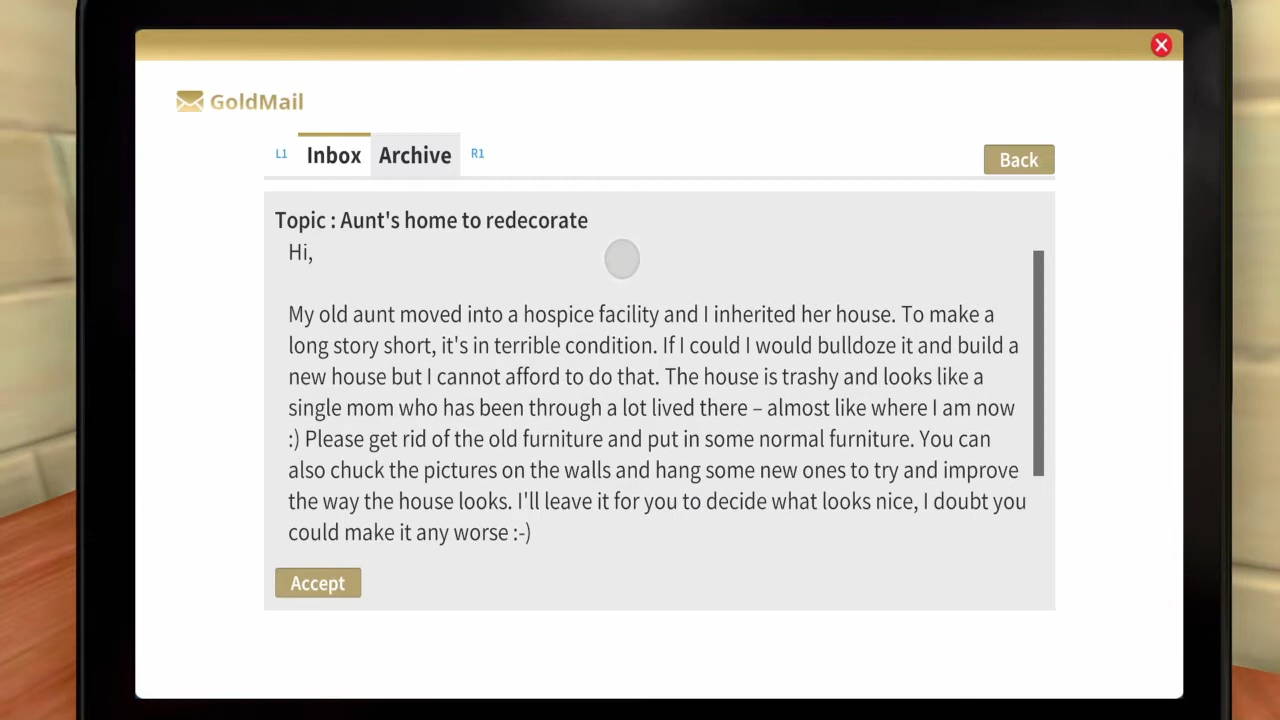 GoldMail
L1 Inbox Archive R1
Back
Topic : Aunt's home to redecorate
Hi,
My old aunt moved into a hospice facility and I inherited her house. To make a
long story short, it's in terrible condition. If I could I would bulldoze it and build a
new house but I cannot afford to do that. The house is trashy and looks like a
single mom who has been through a lot lived there – almost like where I am now
:) Please get rid of the old furniture and put in some normal furniture. You can
also chuck the pictures on the walls and hang some new ones to try and improve
the way the house looks. I'll leave it for you to decide what looks nice, I doubt you
could make it any worse :-)
Accept